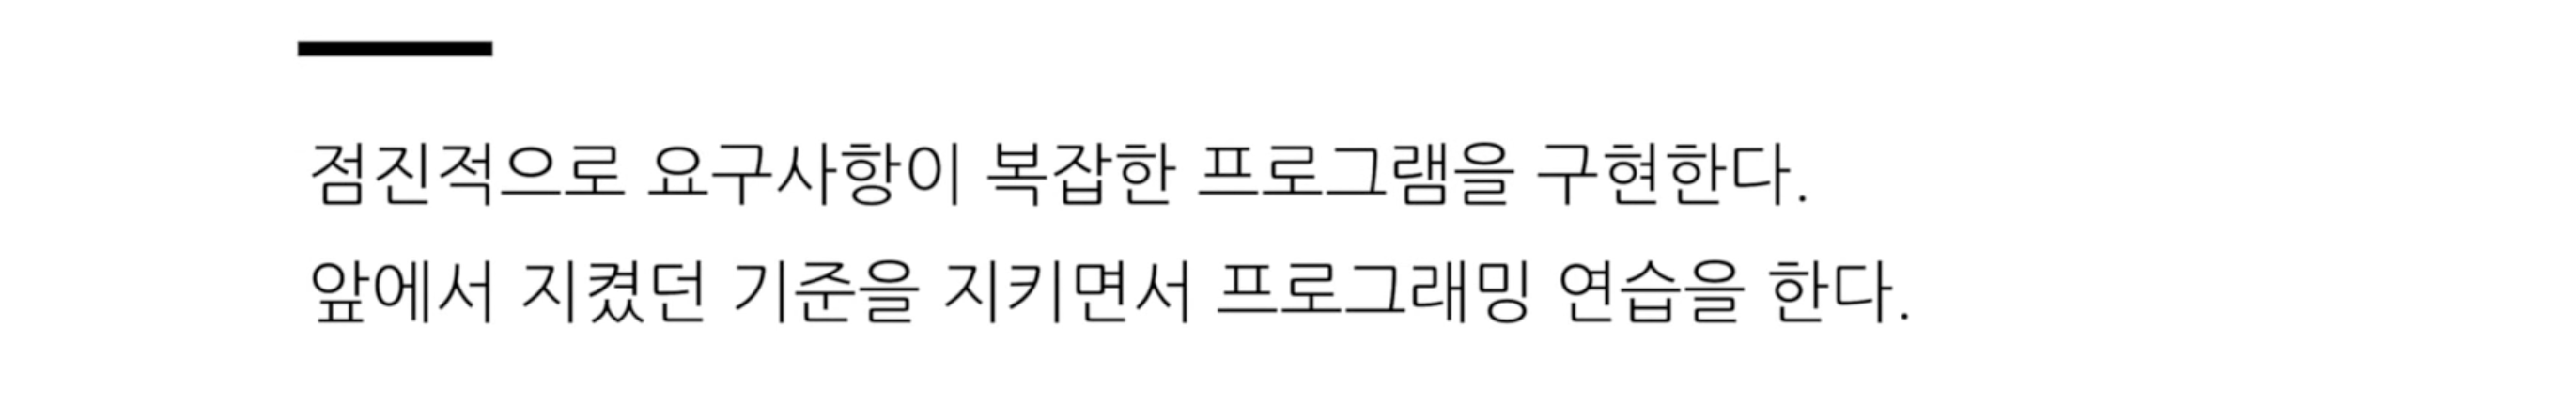 점진적으로 요구사항이 복잡한 프로그램을 구현한다.
앞에서 지켰던 기준을 지키면서 프로그래밍 연습을 한다.